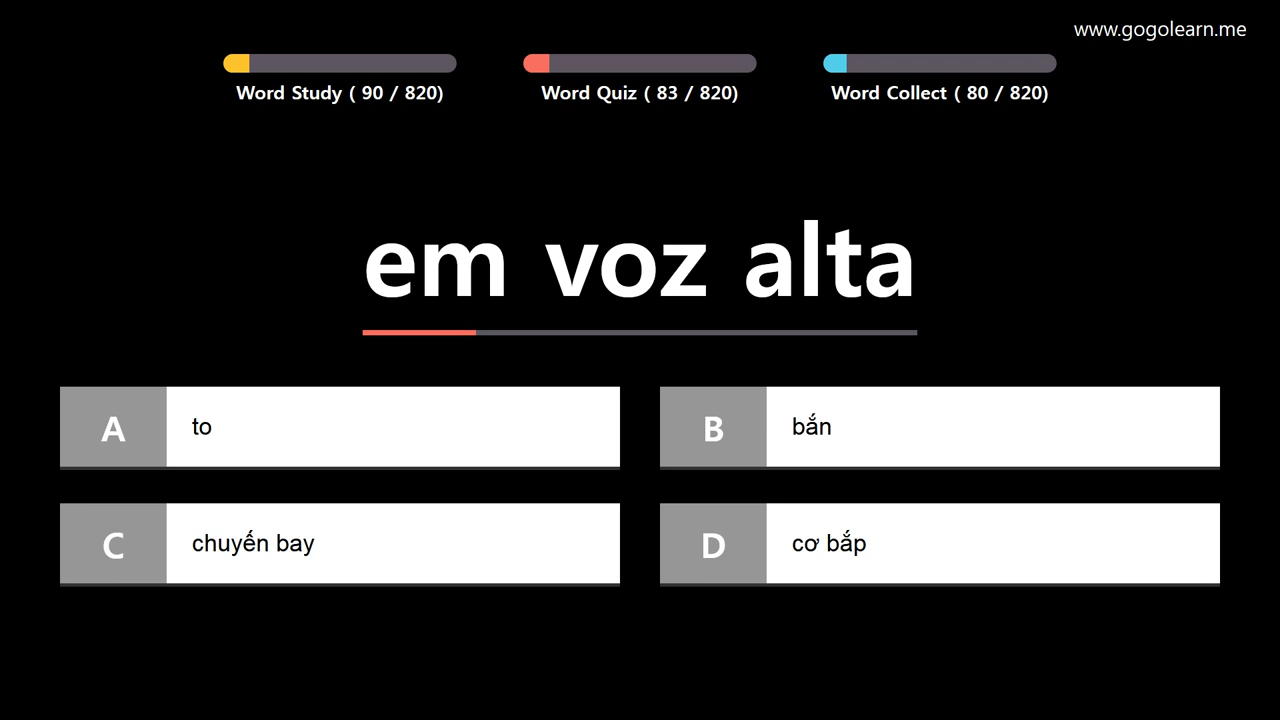 www.gogolearn.me
Word Study ( 90 / 820)
Word Quiz ( 83 / 820)
Word Collect ( 80 / 820)
em voz alta
A
to
B
bắn
C
chuyến bay
D
cơ bắp